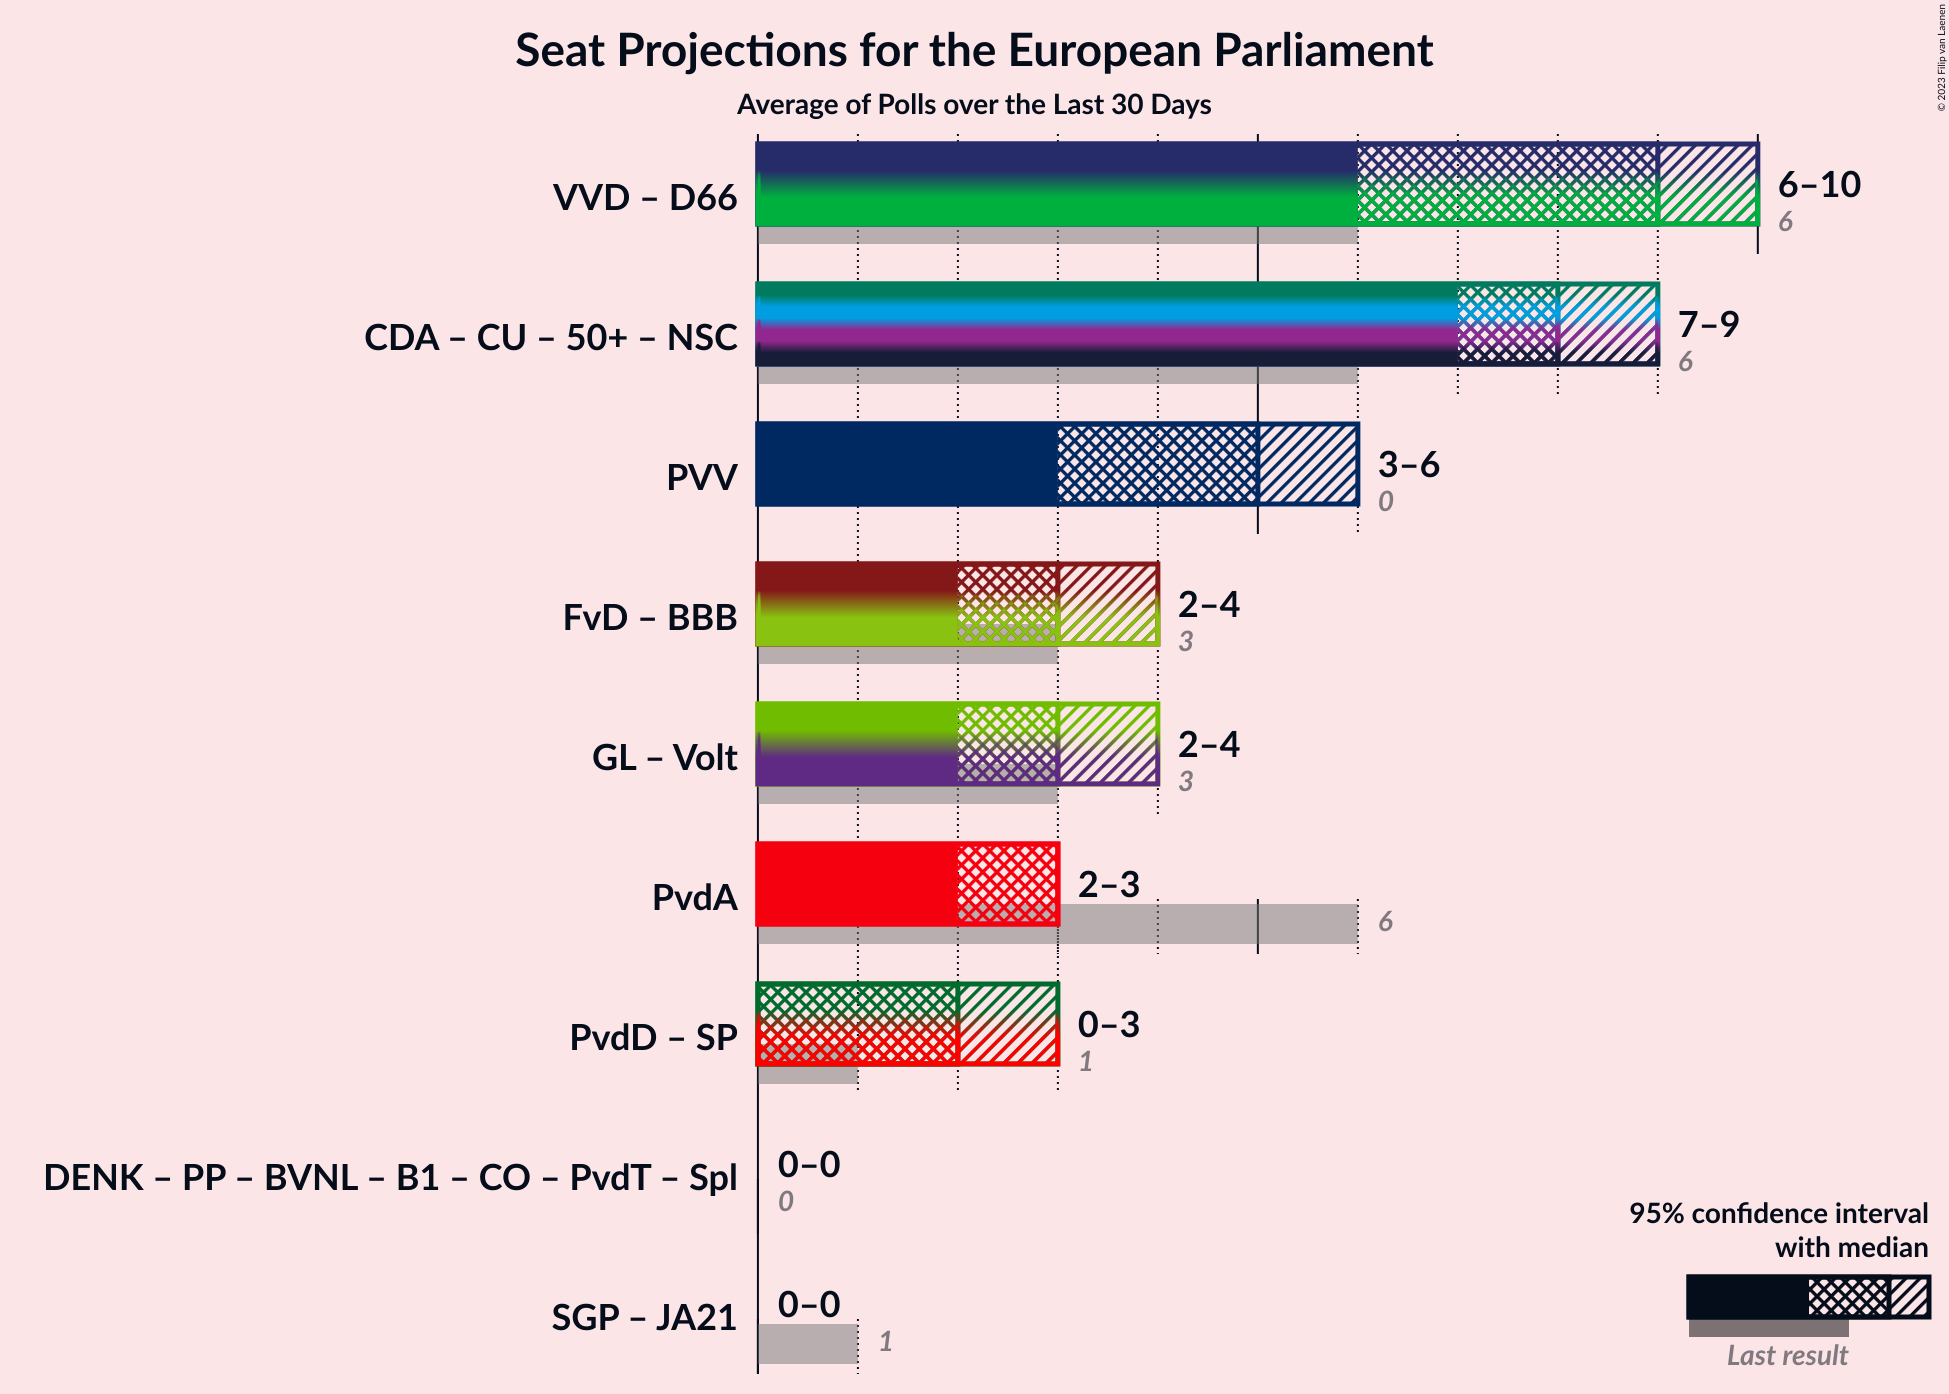 Seat Projections for the European Parliament
Average of Polls over the Last 30 Days
© 2023 Filip van Laenen
VVD – D66
6–10
6
CDA – CU – 50+ – NSC
7–9
6
PVV
3–6
0
FvD – BBB
2–4
3
GL – Volt
2–4
3
PvdA
2–3
6
PvdD – SP
0–3
1
DENK – PP – BVNL – B1 – CO – PvdT – Spl
0–0
0
SGP – JA21
0–0
1
95% confidence interval
with median
Last result